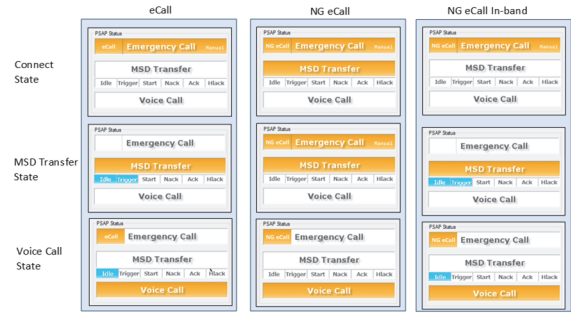 eCall NG eCall NG eCall In-band
Connect State
PSAP Status
eCall Emergency Call Manual
MSD Transfer
Idle Trigger Start Nack Ack Hlack
Voice Call
PSAP Status
NG eCall Emergency Call Manual
MSD Transfer
Idle Trigger Start Nack Ack Hlack
Voice Call
PSAP Status
NG eCall Emergency Call Manual
MSD Transfer
Idle Trigger Start Nack Ack Hlack
Voice Call
MSD Transfer State
PSAP Status
Emergency Call
MSD Transfer
Idle Trigger Start Nack Ack Hlack
Voice Call
PSAP Status
NG eCall Emergency Call Manual
MSD Transfer
Idle Trigger Start Nack Ack Hlack
Voice Call
PSAP Status
Emergency Call
MSD Transfer
Idle Trigger Start Nack Ack Hlack
Voice Call
Voice Call State
PSAP Status
eCall Emergency Call
MSD Transfer
Idle Trigger Start Nack Ack Hlack
Voice Call
PSAP Status
NG eCall Emergency Call
MSD Transfer
Idle Trigger Start Nack Ack Hlack
Voice Call
PSAP Status
NG eCall Emergency Call
MSD Transfer
Idle Trigger Start Nack Ack Hlack
Voice Call